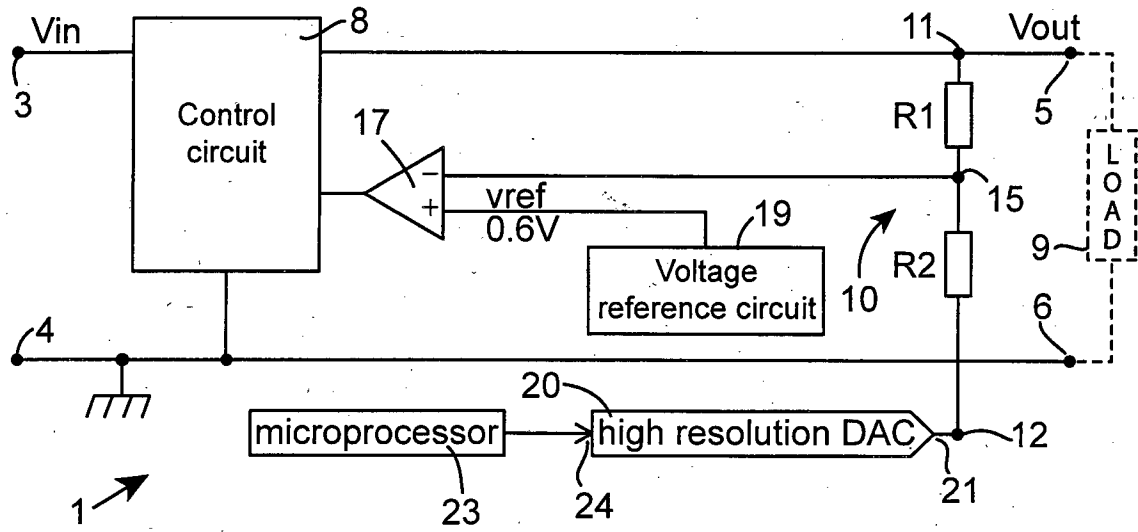 8
11
Vin
Vout
3
Control
circuit
17
R1
5
−
+
vref
0.6V
15
LOAD
19
10
9
Voltage
reference circuit
R2
4
6
20
microprocessor
high resolution DAC
12
1
23
24
21